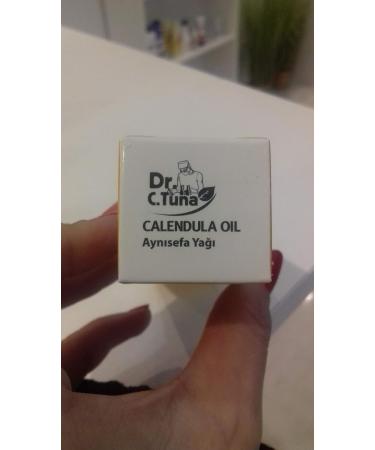 Dr.
C.Tuna
CALENDULA OIL
Aynısefa Yağı